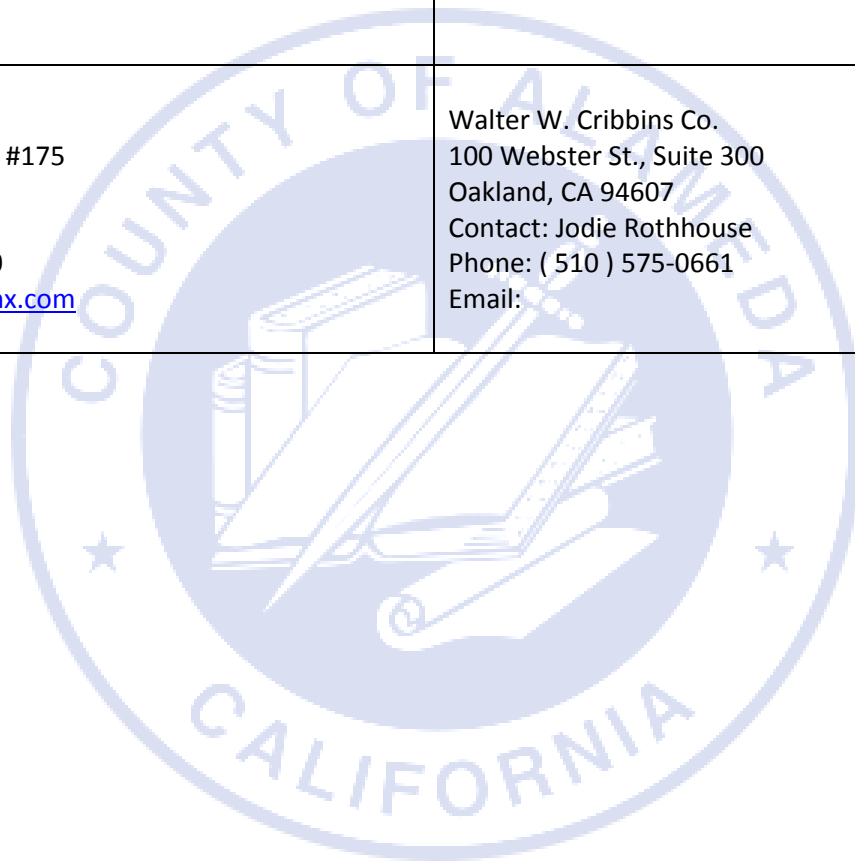 #175
)
x.com
Walter W. Cribbins Co.
100 Webster St., Suite 300
Oakland, CA 94607
Contact: Jodie Rothhouse
Phone: ( 510 ) 575-0661
Email:
COUNTY OF ALAMEDA
CALIFORNIA